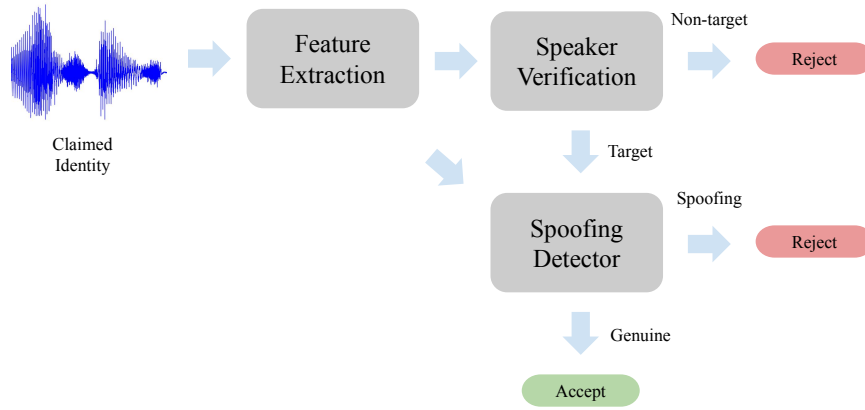 Claimed
Identity
Feature
Extraction
Speaker
Verification
Non-target
Reject
Target
Spoofing
Detector
Spoofing
Reject
Genuine
Accept